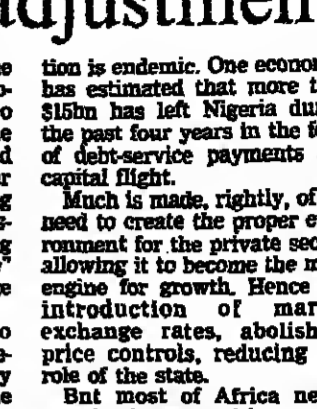 adjustmen
tion is endemic. One econo
has estimated that more t
$15bn has left Nigeria du
the past four years in the f
of debt-service payments
capital flight.
Much is made, rightly, of
need to create the proper e
ronment for the private sec
allowing it to become the m
engine for growth. Hence
introduction of mar
exchange rates, abolish
price controls, reducing
role of the state.
But most of Africa ne